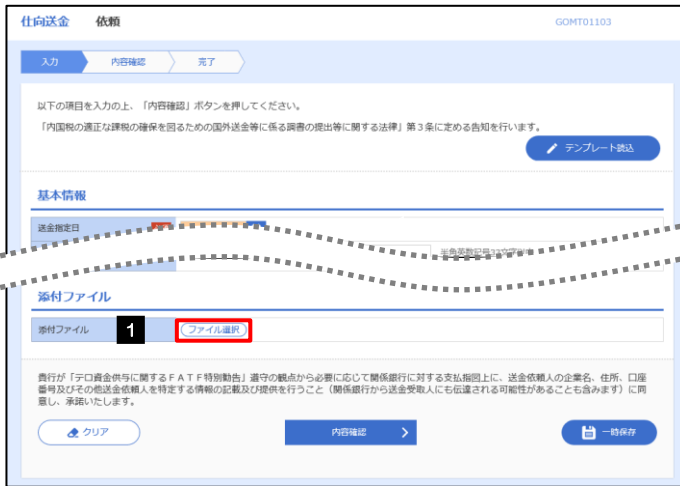 仕向送金 依頼 GOMT01103
入力 内容確認 完了
以下の項目を入力の上、「内容確認」ボタンを押してください。
「内国税の適正な課税の確保を図るための国外送金等に係る調書の提出等に関する法律」第3条に定める告知を行います。
テンプレート読込
基本情報
送金指定日
添付ファイル
添付ファイル 1 ファイル選択
貴行が「テロ資金供与に関するFATF特別勧告」遵守の観点から必要に応じて関係銀行に対する支払指図上に、送金依頼人の企業名、住所、口座
番号及びその他送金依頼人を特定する情報の記載及び提供を行うこと（関係銀行から送金受取人にも伝達される可能性があることも含みます）に同
意し、承諾いたします。
クリア 内容確認 一時保存